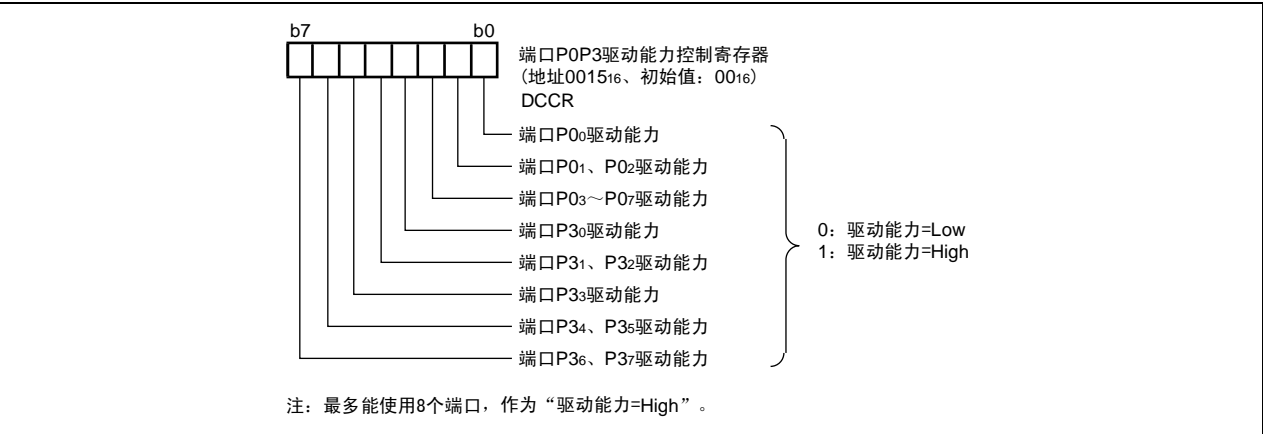 b7 b0
端口P0P3驱动能力控制寄存器
(地址0015₁₆、初始值：00₁₆)
DCCR
端口P0₀驱动能力
端口P0₁、P0₂驱动能力
端口P0₃～P0₇驱动能力
端口P3₀驱动能力
端口P3₁、P3₂驱动能力
端口P3₃驱动能力
端口P3₄、P3₅驱动能力
端口P3₆、P3₇驱动能力
0：驱动能力=Low
1：驱动能力=High
注：最多能使用8个端口，作为“驱动能力=High”。